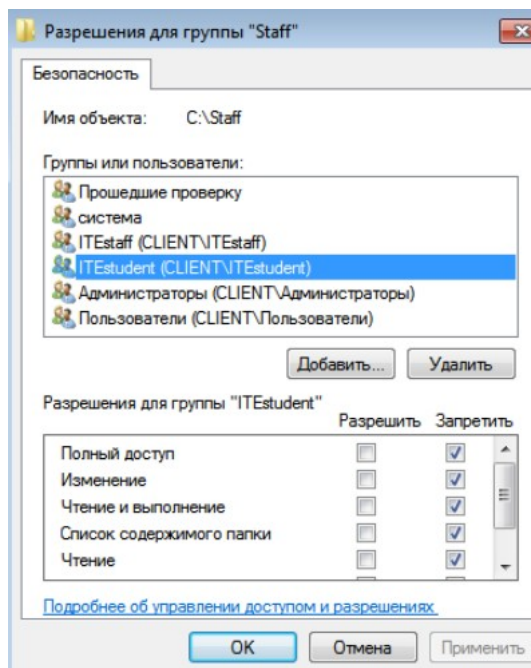 Разрешения для группы "Staff"
Безопасность
Имя объекта: C:\Staff
Группы или пользователи:
Прошедшие проверку
система
ITEstaff (CLIENT\ITEstaff)
ITEstudent (CLIENT\ITEstudent)
Администраторы (CLIENT\Администраторы)
Пользователи (CLIENT\Пользователи)
Добавить... Удалить
Разрешения для группы "ITEstudent"
Разрешить Запретить
Полный доступ
Изменение
Чтение и выполнение
Список содержимого папки
Чтение
Подробнее об управлении доступом и разрешениях
OK Отмена Применить